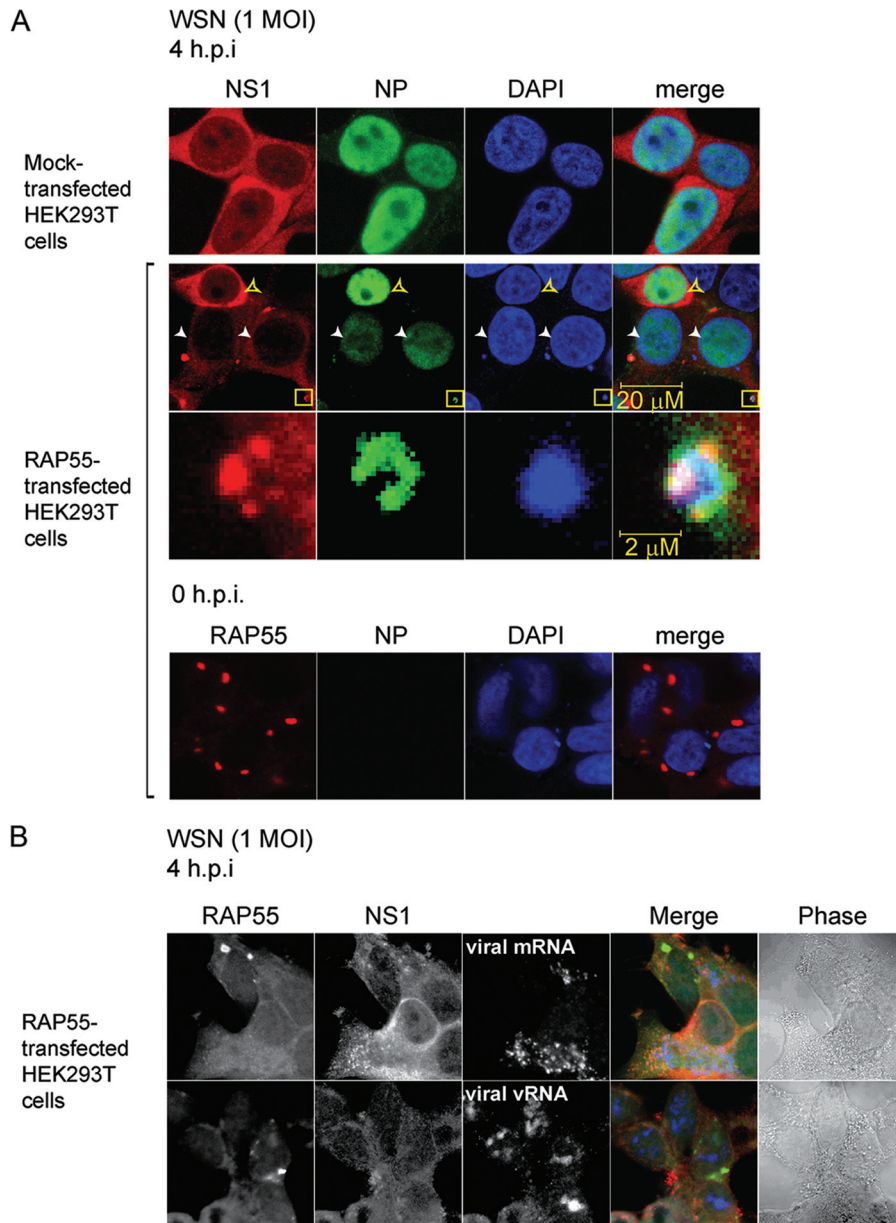 A
WSN (1 MOI)
4 h.p.i
NS1 NP DAPI merge
Mock-
transfected
HEK293T
cells
20 μM
RAP55-
transfected
HEK293T
cells
2 μM
0 h.p.i.
RAP55 NP DAPI merge
B
WSN (1 MOI)
4 h.p.i
RAP55 NS1 Merge Phase
viral mRNA
RAP55-
transfected
HEK293T
cells
viral vRNA